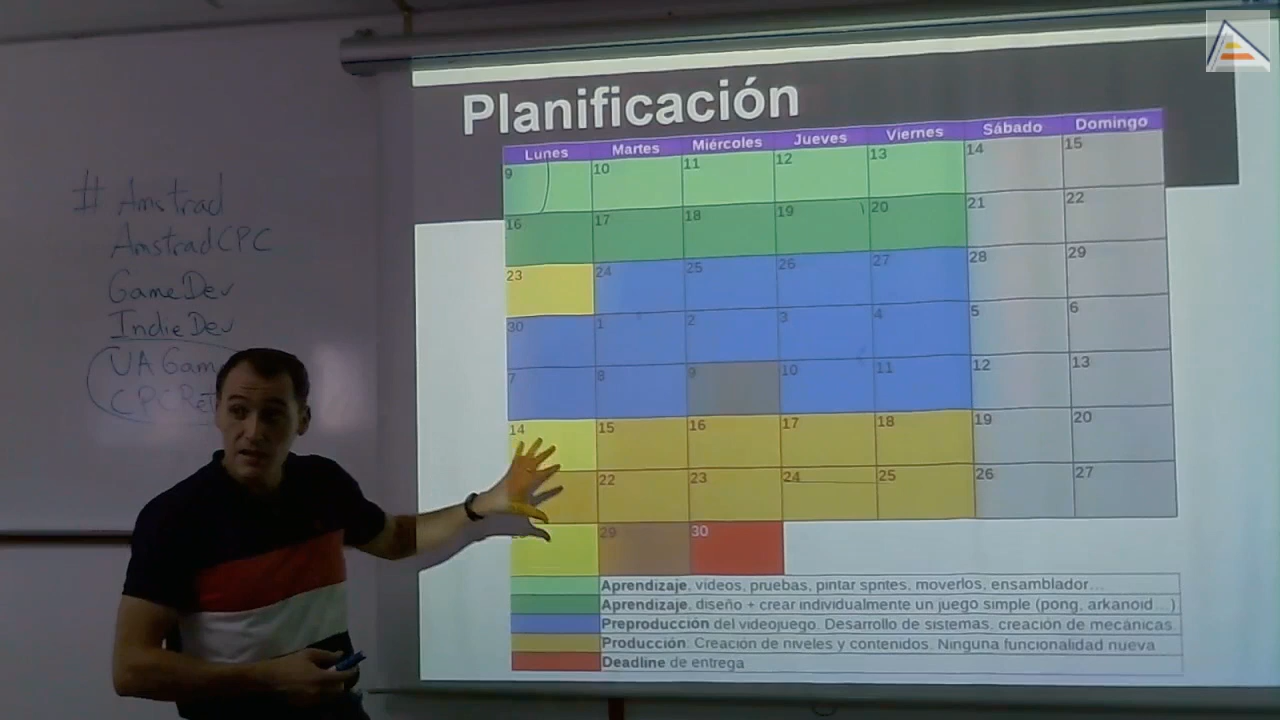 Planificación
Lunes Martes Miércoles Jueves Viernes Sábado Domingo
9 10 11 12 13 14 15
16 17 18 19 20 21 22
23 24 25 26 27 28 29
30 1 2 3 4 5 6
7 8 9 10 11 12 13
14 15 16 17 18 19 20
22 23 24 25 26 27
29 30
Aprendizaje, vídeos, pruebas, pintar sprites, moverlos, ensamblador...
Aprendizaje, diseño + crear individualmente un juego simple (pong, arkanoid...)
Preproducción del videojuego. Desarrollo de sistemas, creación de mecánicas
Producción. Creación de niveles y contenidos. Ninguna funcionalidad nueva
Deadline de entrega
# Amstrad
AmstradCPC
GameDev
IndieDev
UAGam
CPCRet